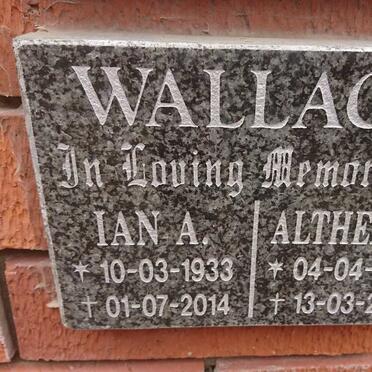 WALLAC
In Loving Memor
IAN A. ALTHE
* 10-03-1933 * 04-04-
† 01-07-2014 † 13-03-2